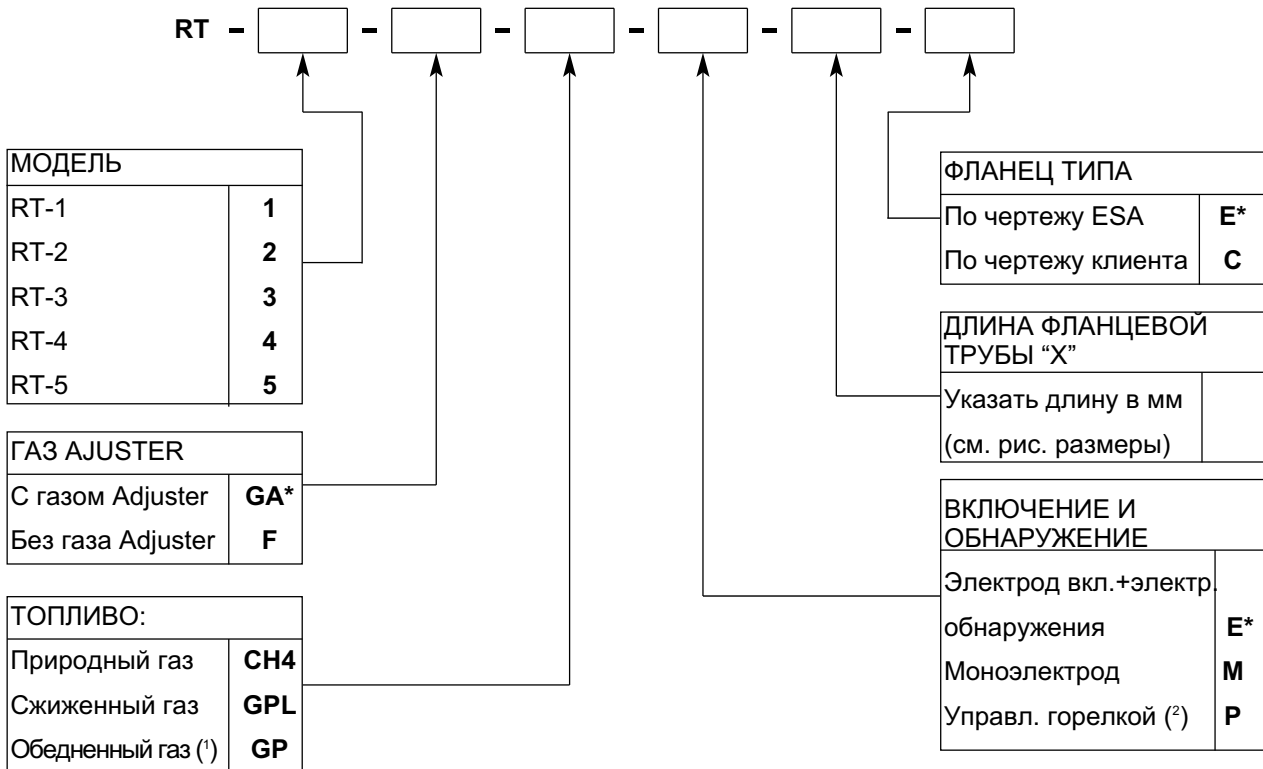 RT - - - - - -
МОДЕЛЬ
RT-1 1
RT-2 2
RT-3 3
RT-4 4
RT-5 5
ГАЗ AJUSTER
С газом Adjuster GA*
Без газа Adjuster F
ТОПЛИВО:
Природный газ CH4
Сжиженный газ GPL
Обедненный газ (1) GP
ФЛАНЕЦ ТИПА
По чертежу ESA E*
По чертежу клиента C
ДЛИНА ФЛАНЦЕВОЙ
ТРУБЫ “X”
Указать длину в мм
(см. рис. размеры)
ВКЛЮЧЕНИЕ И
ОБНАРУЖЕНИЕ
Электрод вкл.+электр.
обнаружения E*
Моноэлектрод M
Управл. горелкой (2) P